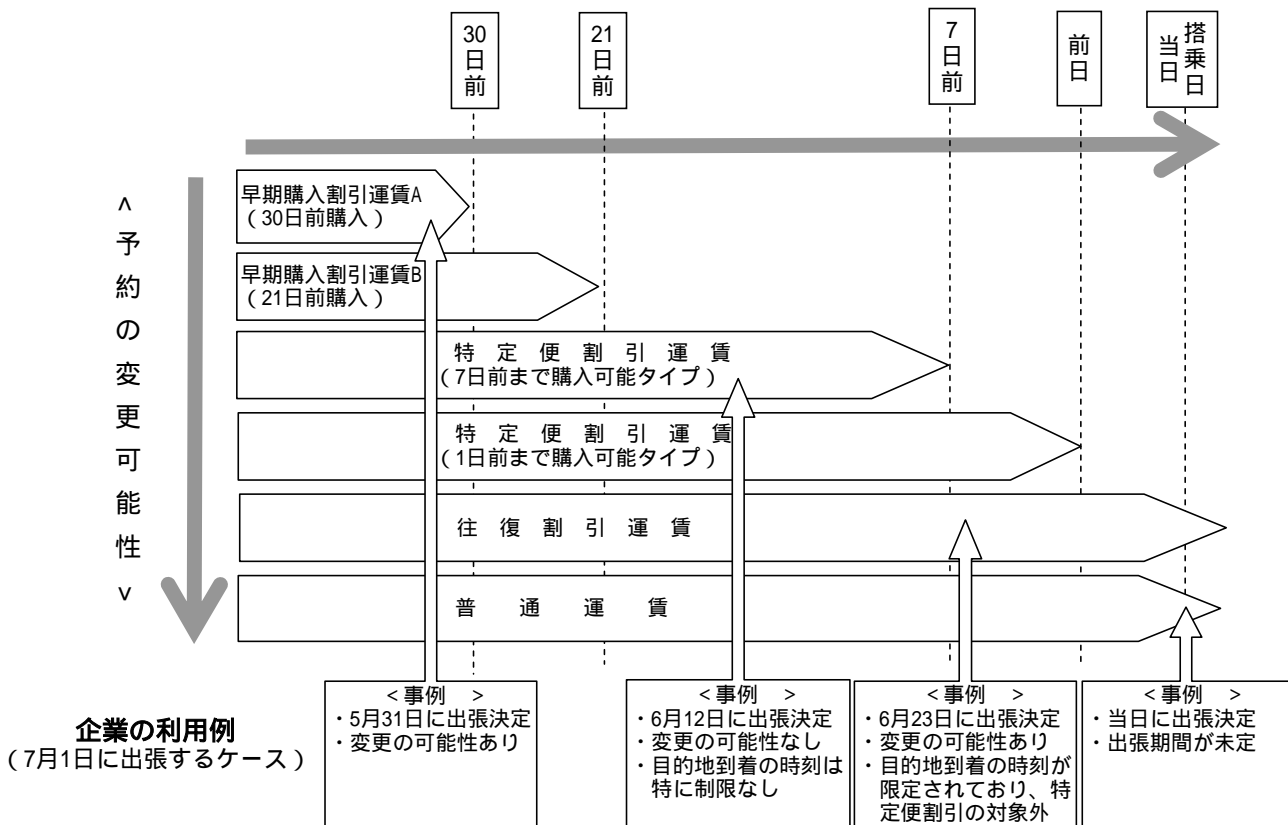 30日前
21日前
7日前
前日
搭乗日
当日
早期購入割引運賃A
(30日前購入)
早期購入割引運賃B
(21日前購入)
特定便割引運賃
(7日前まで購入可能タイプ)
特定便割引運賃
(1日前まで購入可能タイプ)
往復割引運賃
普通運賃
<予約の変更可能性>
企業の利用例
(7月1日に出張するケース)
<事例>
・5月31日に出張決定
・変更の可能性あり
<事例>
・6月12日に出張決定
・変更の可能性なし
・目的地到着の時刻は
特に制限なし
<事例>
・6月23日に出張決定
・変更の可能性あり
・目的地到着の時刻が
限定されており、特
定便割引の対象外
<事例>
・当日に出張決定
・出張期間が未定